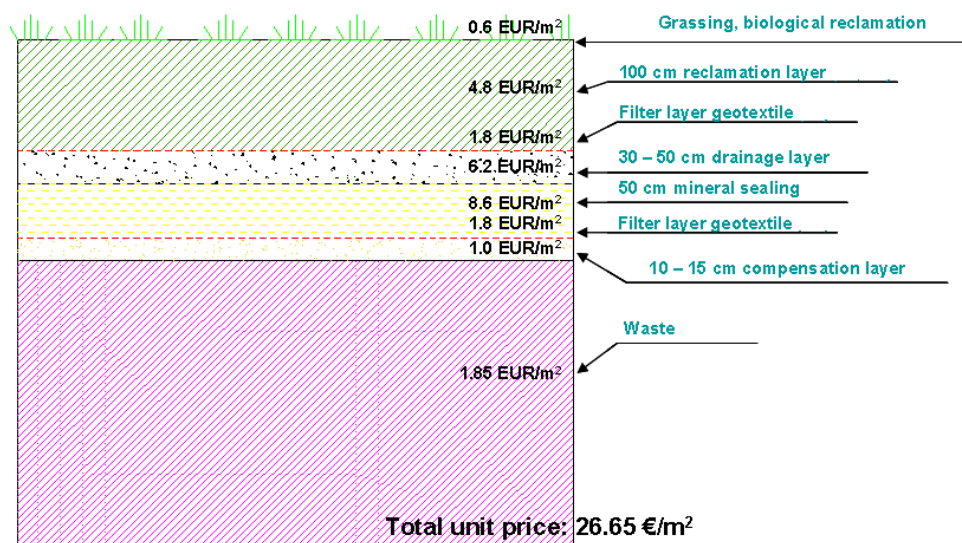 0.6 EUR/m²
Grassing, biological reclamation
100 cm reclamation layer
4.8 EUR/m²
Filter layer geotextile
1.8 EUR/m²
30 – 50 cm drainage layer
6.2 EUR/m²
50 cm mineral sealing
8.6 EUR/m²
1.8 EUR/m²
Filter layer geotextile
1.0 EUR/m²
10 – 15 cm compensation layer
Waste
1.85 EUR/m²
Total unit price: 26.65 €/m²